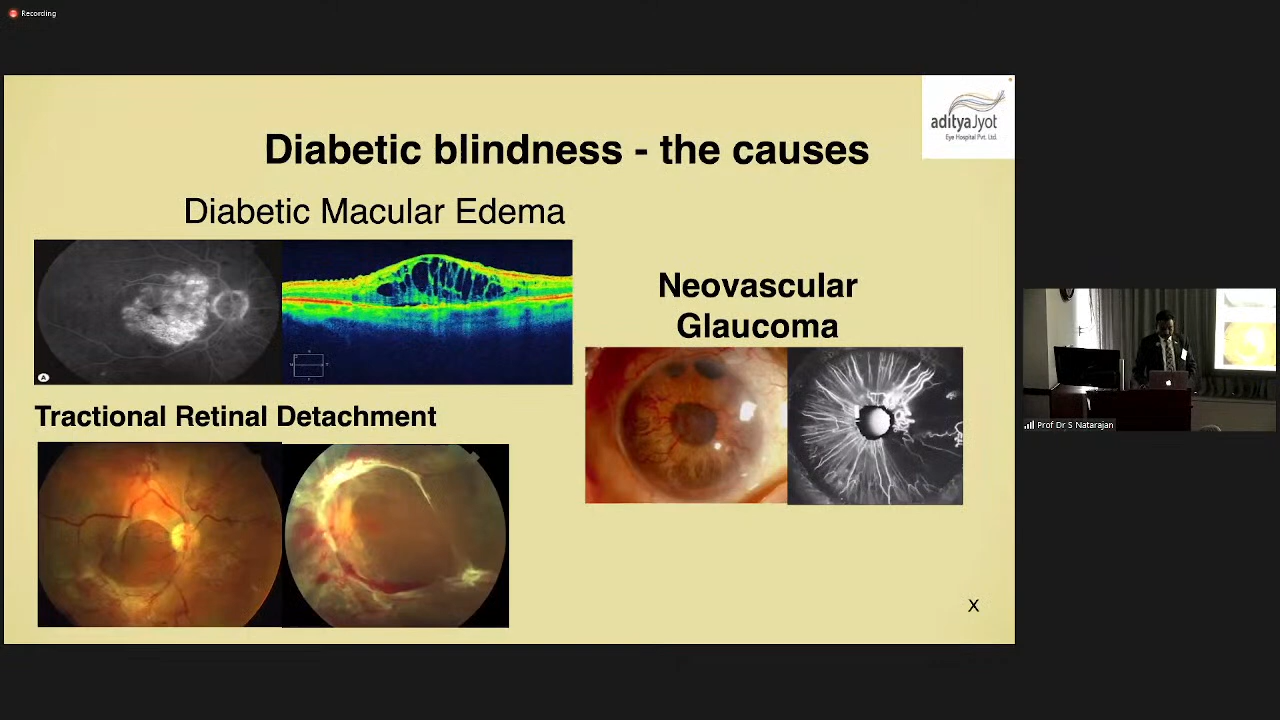 Recording
adityaJyot
Eye Hospital Pvt. Ltd.
Diabetic blindness - the causes
Diabetic Macular Edema
Neovascular
Glaucoma
A
Tractional Retinal Detachment
X
Prof Dr S Natarajan